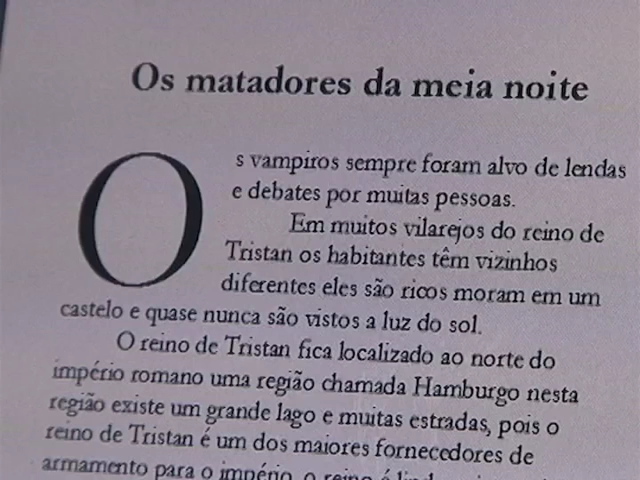 Os matadores da meia noite
Os vampiros sempre foram alvo de lendas
e debates por muitas pessoas.
Em muitos vilarejos do reino de
Tristan os habitantes têm vizinhos
diferentes eles são ricos moram em um
castelo e quase nunca são vistos a luz do sol.
O reino de Tristan fica localizado ao norte do
império romano uma região chamada Hamburgo nesta
região existe um grande lago e muitas estradas, pois o
reino de Tristan é um dos maiores fornecedores de
armamento para o império, o reino é